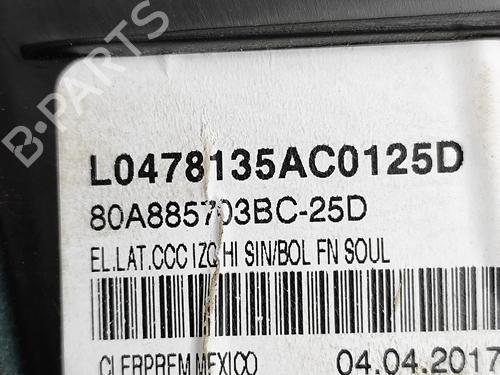 L0478135AC0125D
80A885703BC-25D
EL.LAT.CCC IZQ HI SIN/BOL FN SOUL
CLERPREM MEXICO 04.04.2017
B-PARTS